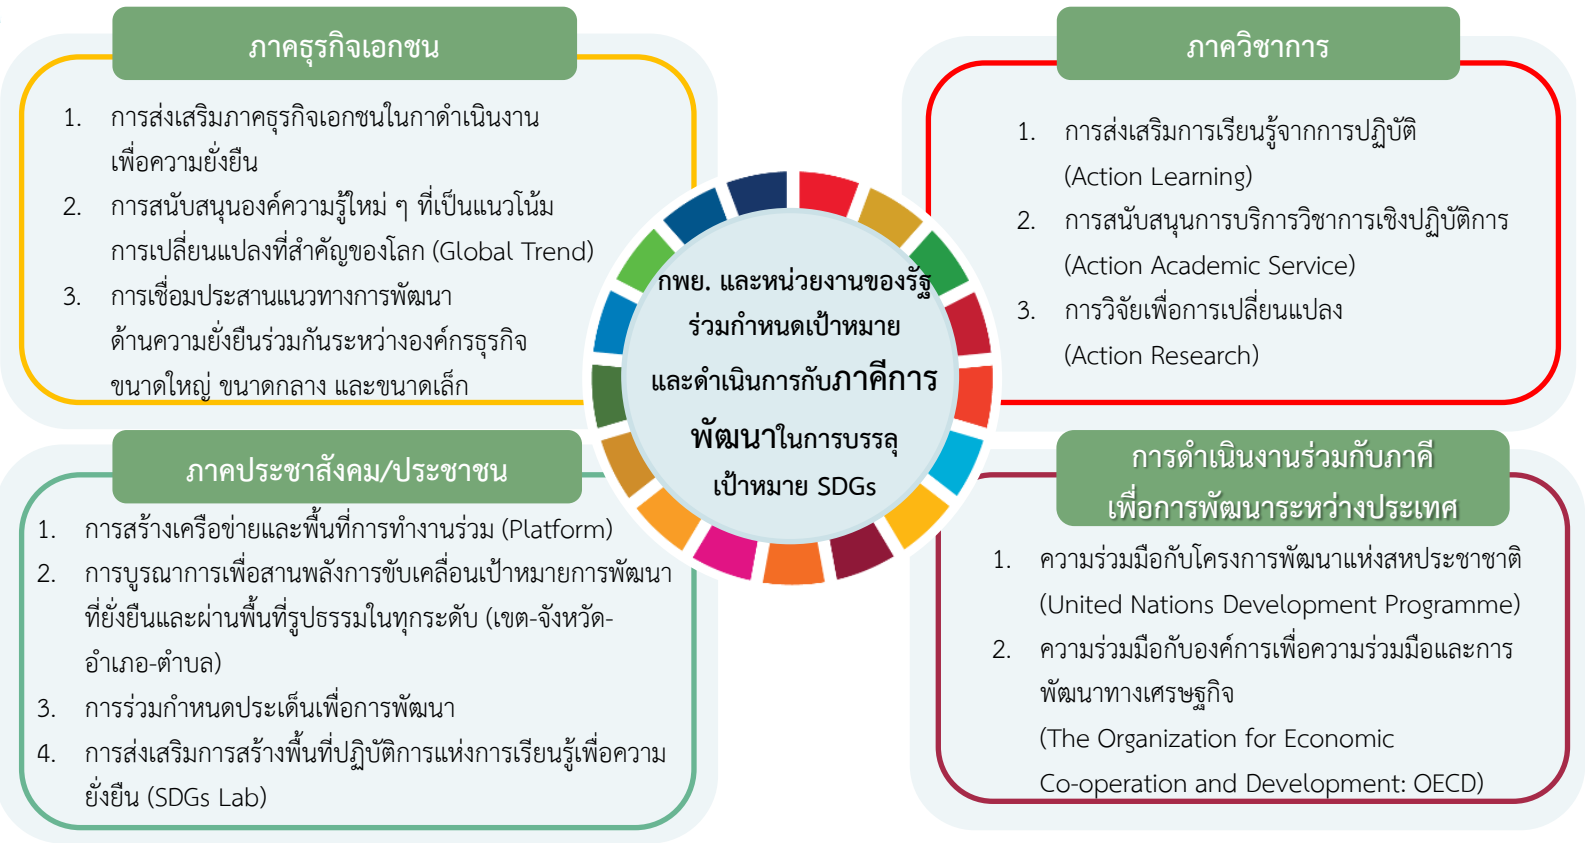 ภาคธุรกิจเอกชน
1. การส่งเสริมภาคธุรกิจเอกชนในกาดำเนินงาน
เพื่อความยั่งยืน
2. การสนับสนุนองค์ความรู้ใหม่ ๆ ที่เป็นแนวโน้ม
การเปลี่ยนแปลงที่สำคัญของโลก (Global Trend)
3. การเชื่อมประสานแนวทางการพัฒนา
ด้านความยั่งยืนร่วมกันระหว่างองค์กรธุรกิจ
ขนาดใหญ่ ขนาดกลาง และขนาดเล็ก
ภาควิชาการ
1. การส่งเสริมการเรียนรู้จากการปฏิบัติ
(Action Learning)
2. การสนับสนุนการบริการวิชาการเชิงปฏิบัติการ
(Action Academic Service)
3. การวิจัยเพื่อการเปลี่ยนแปลง
(Action Research)
กพย. และหน่วยงานของรัฐ
ร่วมกำหนดเป้าหมาย
และดำเนินการกับภาคีการ
พัฒนาในการบรรลุ
เป้าหมาย SDGs
ภาคประชาสังคม/ประชาชน
1. การสร้างเครือข่ายและพื้นที่การทำงานร่วม (Platform)
2. การบูรณาการเพื่อสานพลังการขับเคลื่อนเป้าหมายการพัฒนา
ที่ยั่งยืนและผ่านพื้นที่รูปธรรมในทุกระดับ (เขต-จังหวัด-
อำเภอ-ตำบล)
3. การร่วมกำหนดประเด็นเพื่อการพัฒนา
4. การส่งเสริมการสร้างพื้นที่ปฏิบัติการแห่งการเรียนรู้เพื่อความ
ยั่งยืน (SDGs Lab)
การดำเนินงานร่วมกับภาคี
เพื่อการพัฒนาระหว่างประเทศ
1. ความร่วมมือกับโครงการพัฒนาแห่งสหประชาชาติ
(United Nations Development Programme)
2. ความร่วมมือกับองค์การเพื่อความร่วมมือและการ
พัฒนาทางเศรษฐกิจ
(The Organization for Economic
Co-operation and Development: OECD)